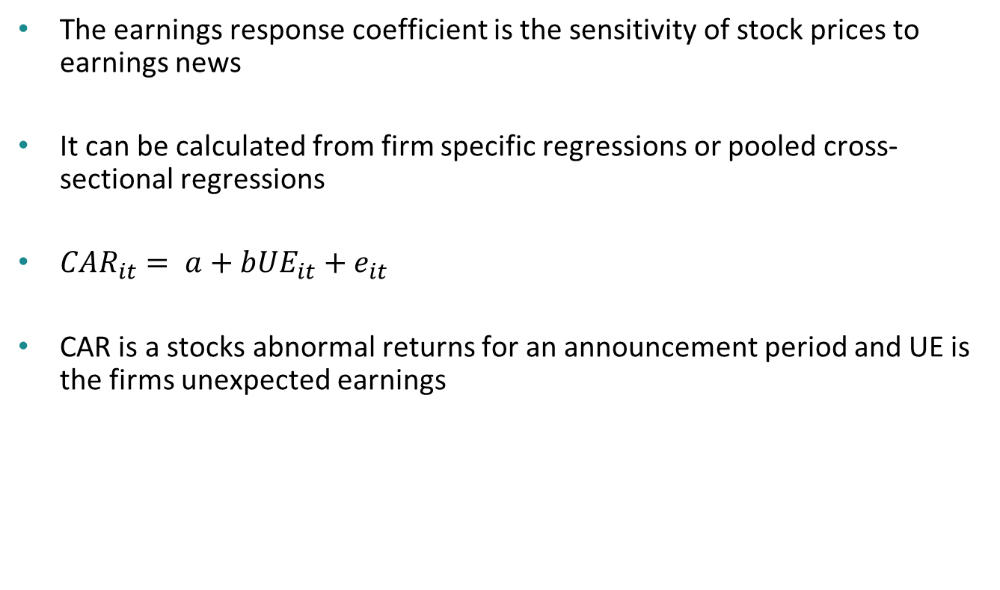 • The earnings response coefficient is the sensitivity of stock prices to
earnings news
• It can be calculated from firm specific regressions or pooled cross-
sectional regressions
• CAR_{it} = a + bUE_{it} + e_{it}
• CAR is a stocks abnormal returns for an announcement period and UE is
the firms unexpected earnings